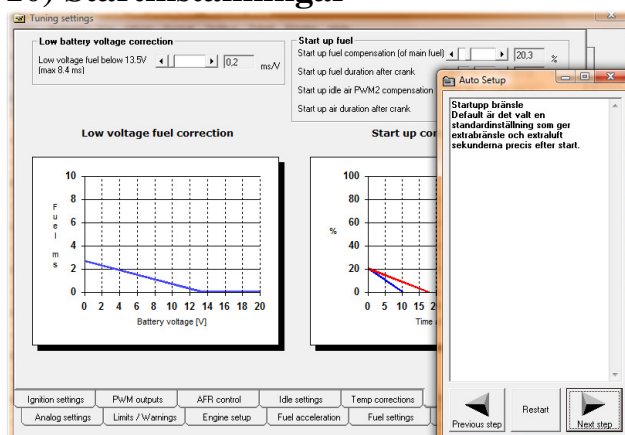 Tuning settings
Low battery voltage correction
Low voltage fuel below 13.5V
(max 8.4 ms)
0,2
ms/V
Start up fuel
Start up fuel compensation (of main fuel)
20,3
%
Start up fuel duration after crank
Start up idle air PWM2 compensation
Start up air duration after crank
Low voltage fuel correction
Fuel ms
10
8
6
4
2
0
0 2 4 6 8 10 12 14 16 18 20
Battery voltage [V]
Start up
%
100
80
60
40
20
0
0 5 10 15
Time
Auto Setup
Startupp bränsle
Default är det valt en
standardinställning som ger
extrabränsle och extraluft
sekunderna precis efter start.
Previous step
Restart
Next step
Ignition settings
PWM outputs
AFR control
Idle settings
Temp corrections
Analog settings
Limits / Warnings
Engine setup
Fuel acceleration
Fuel settings